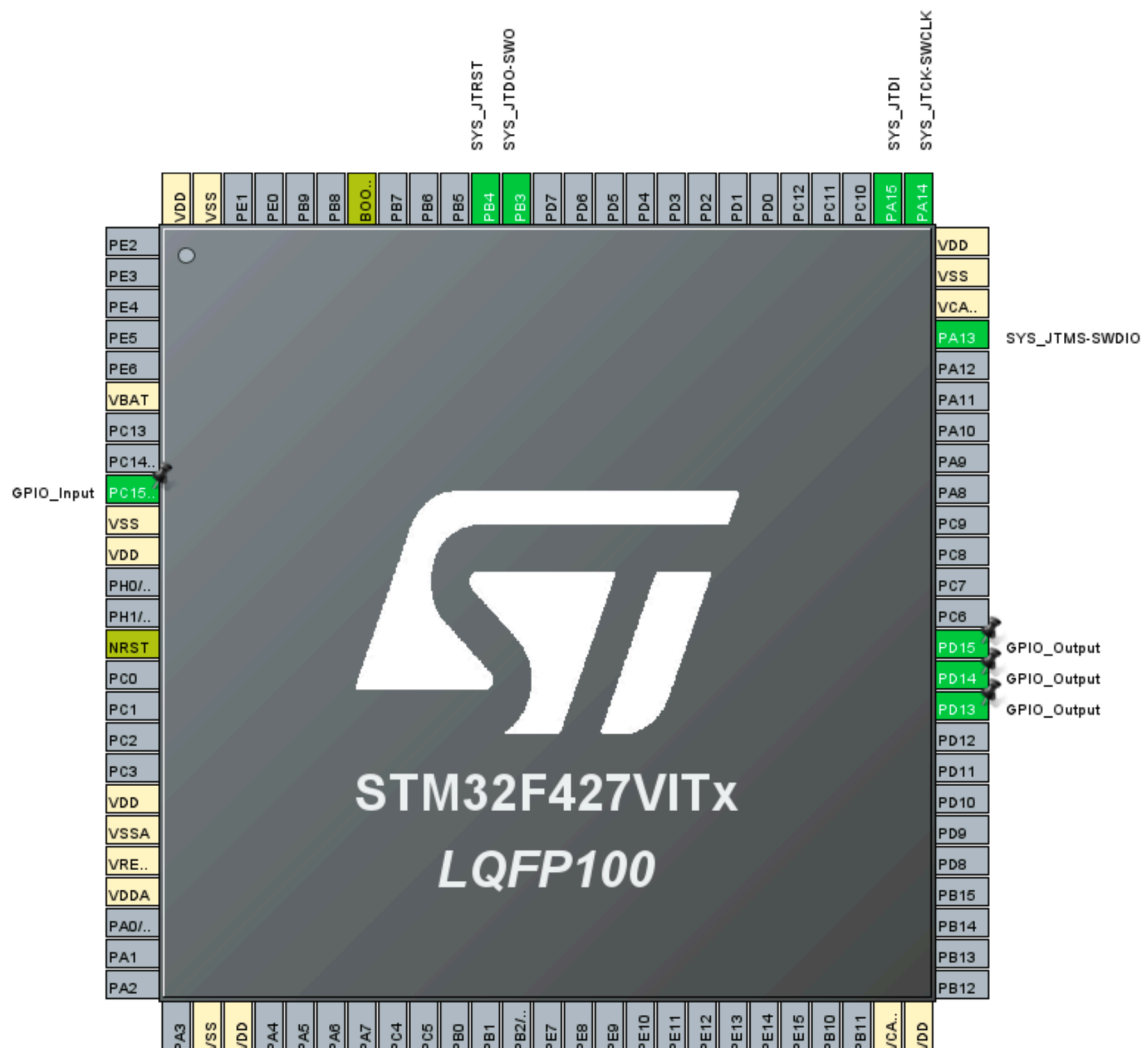 SYS_JTRST
SYS_JTDO-SWO
SYS_JTDI
SYS_JTCK-SWCLK
VDD
VSS
PE1
PE0
PB9
PB8
BOO..
PB7
PB6
PB5
PB4
PB3
PD7
PD6
PD5
PD4
PD3
PD2
PD1
PD0
PC12
PC11
PC10
PA15
PA14
PE2
PE3
PE4
PE5
PE6
VBAT
PC13
PC14..
GPIO_Input PC15..
VSS
VDD
PH0/..
PH1/..
NRST
PC0
PC1
PC2
PC3
VDD
VSSA
VRE..
VDDA
PA0/..
PA1
PA2
ST
STM32F427VITx
LQFP100
VDD
VSS
VCA..
PA13 SYS_JTMS-SWDIO
PA12
PA11
PA10
PA9
PA8
PC9
PC8
PC7
PC6
PD15 GPIO_Output
PD14 GPIO_Output
PD13 GPIO_Output
PD12
PD11
PD10
PD9
PD8
PB15
PB14
PB13
PB12
PA3
VSS
VDD
PA4
PA5
PA6
PA7
PC4
PC5
PB0
PB1
PB2/..
PE7
PE8
PE9
PE10
PE11
PE12
PE13
PE14
PE15
PB10
PB11
VCA..
VDD